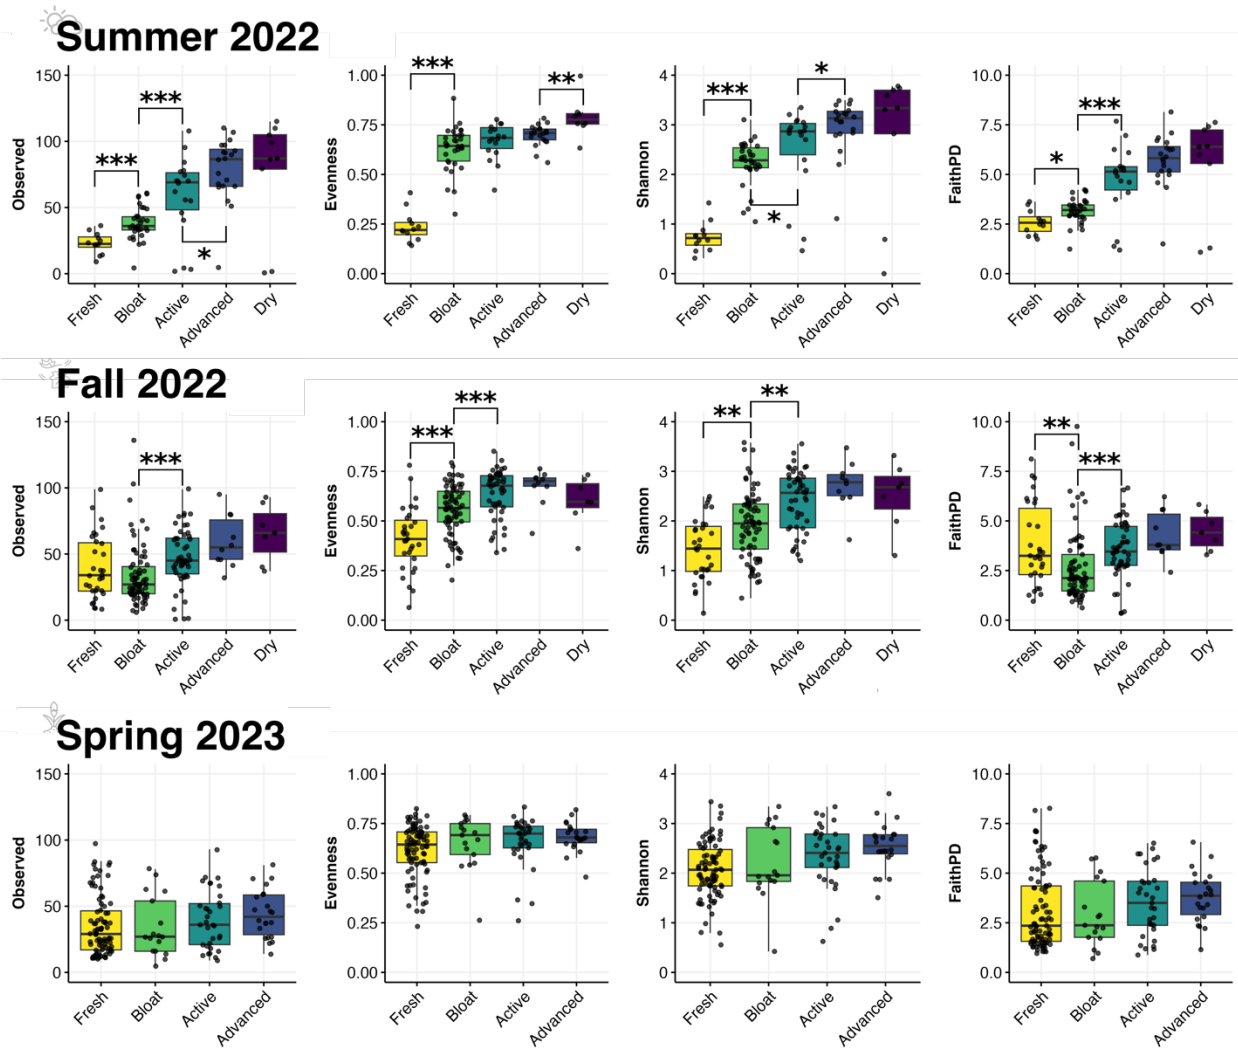 Summer 2022
*** *** *
Observed
150
100
50
0
Fresh Bloat Active Advanced Dry
*** **
Evenness
1.00
0.75
0.50
0.25
0.00
Fresh Bloat Active Advanced Dry
*** * *
Shannon
4
3
2
1
0
Fresh Bloat Active Advanced Dry
* ***
FaithPD
10.0
7.5
5.0
2.5
0.0
Fresh Bloat Active Advanced Dry
Fall 2022
***
Observed
150
100
50
0
Fresh Bloat Active Advanced Dry
*** ***
Evenness
1.00
0.75
0.50
0.25
0.00
Fresh Bloat Active Advanced Dry
** **
Shannon
4
3
2
1
0
Fresh Bloat Active Advanced Dry
** ***
FaithPD
10.0
7.5
5.0
2.5
0.0
Fresh Bloat Active Advanced Dry
Spring 2023
Observed
150
100
50
0
Fresh Bloat Active Advanced
Evenness
1.00
0.75
0.50
0.25
0.00
Fresh Bloat Active Advanced
Shannon
4
3
2
1
0
Fresh Bloat Active Advanced
FaithPD
10.0
7.5
5.0
2.5
0.0
Fresh Bloat Active Advanced